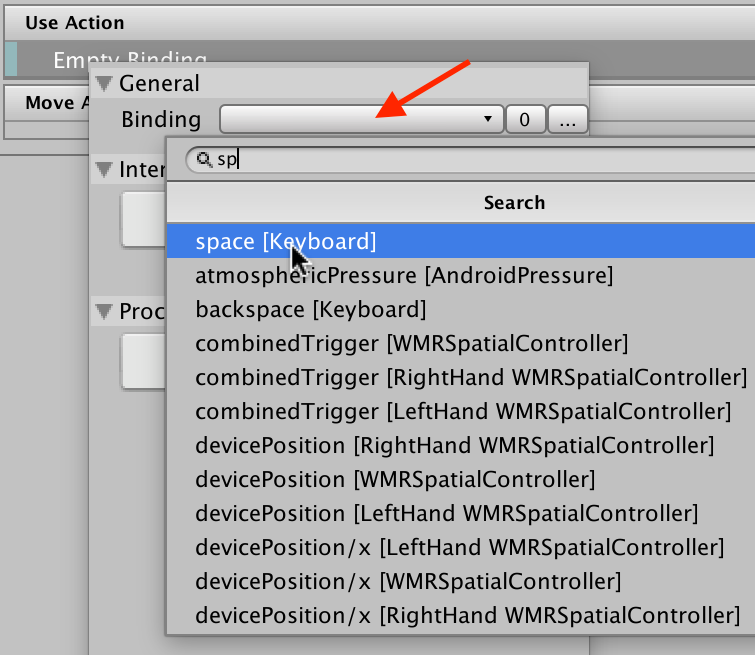 Use Action
Empty Binding
Move A
General
Binding 0 ...
sp
Inter
Search
space [Keyboard]
atmosphericPressure [AndroidPressure]
backspace [Keyboard]
Proc
combinedTrigger [WMRSpatialController]
combinedTrigger [RightHand WMRSpatialController]
combinedTrigger [LeftHand WMRSpatialController]
devicePosition [RightHand WMRSpatialController]
devicePosition [WMRSpatialController]
devicePosition [LeftHand WMRSpatialController]
devicePosition/x [LeftHand WMRSpatialController]
devicePosition/x [WMRSpatialController]
devicePosition/x [RightHand WMRSpatialController]